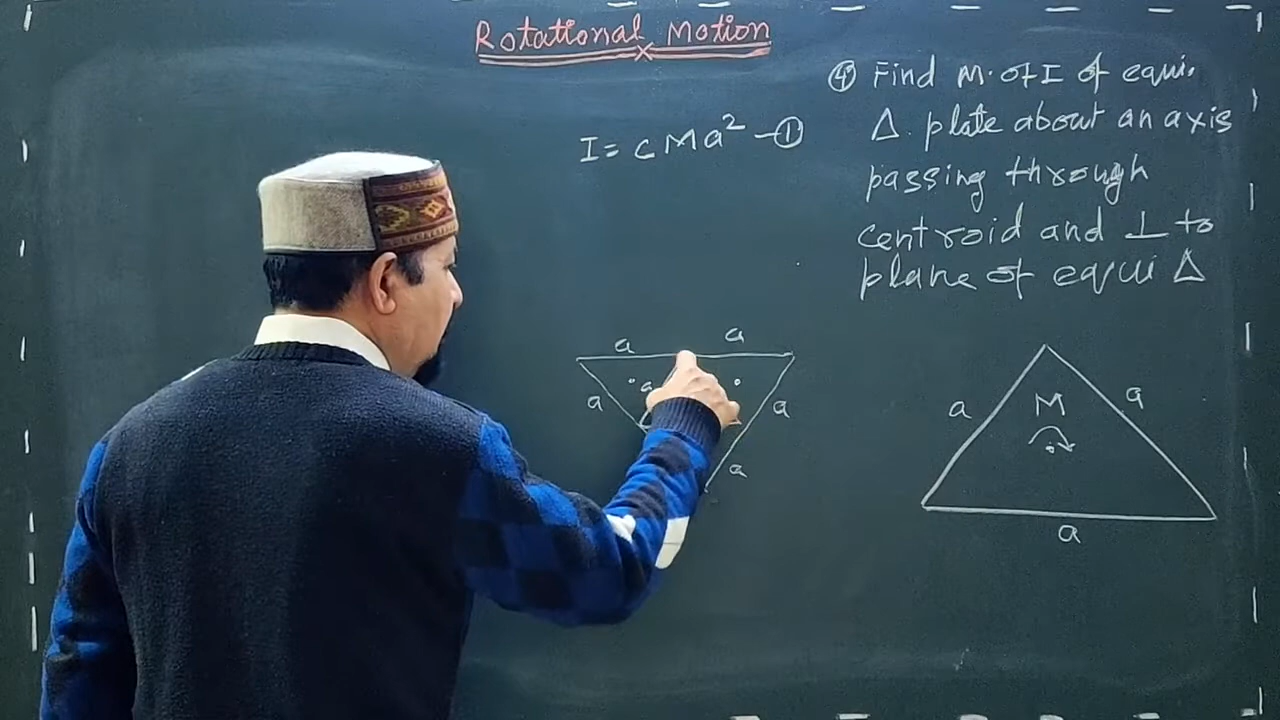 Rotational Motion
④ Find M. of I of equi.
Δ. plate about an axis
passing through
centroid and ⊥ to
plane of equi Δ
I = cMa² — ①
a a
a a a
a
a M a
a